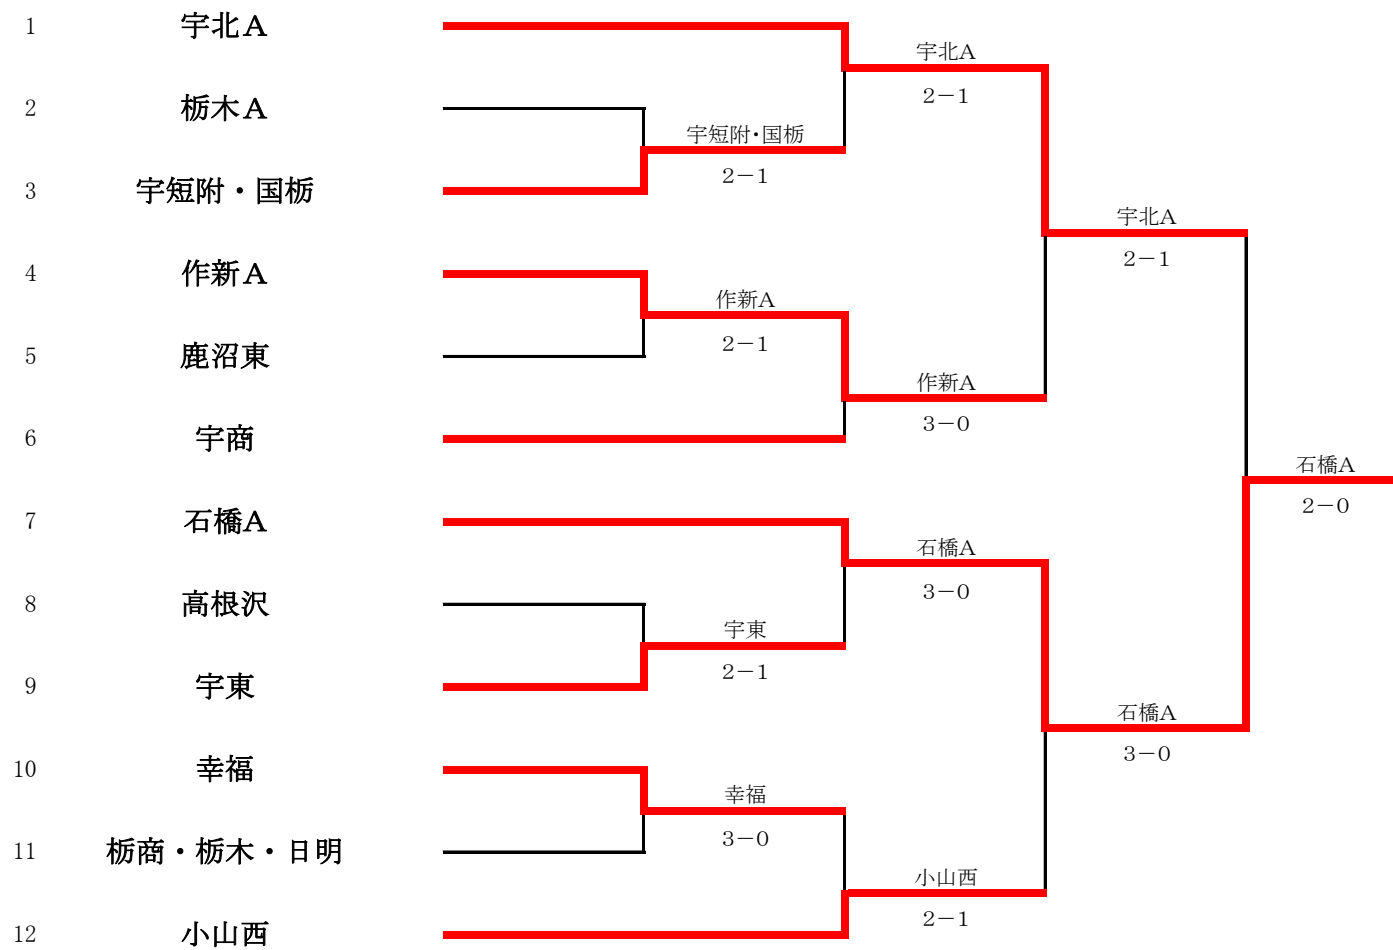 1 宇北A
宇北A
2－1
2 栃木A
宇短附・国栃
2－1
3 宇短附・国栃
宇北A
2－1
4 作新A
作新A
2－1
5 鹿沼東
作新A
3－0
6 宇商
石橋A
2－0
7 石橋A
石橋A
3－0
8 高根沢
宇東
2－1
9 宇東
石橋A
3－0
10 幸福
幸福
3－0
11 栃商・栃木・日明
小山西
2－1
12 小山西